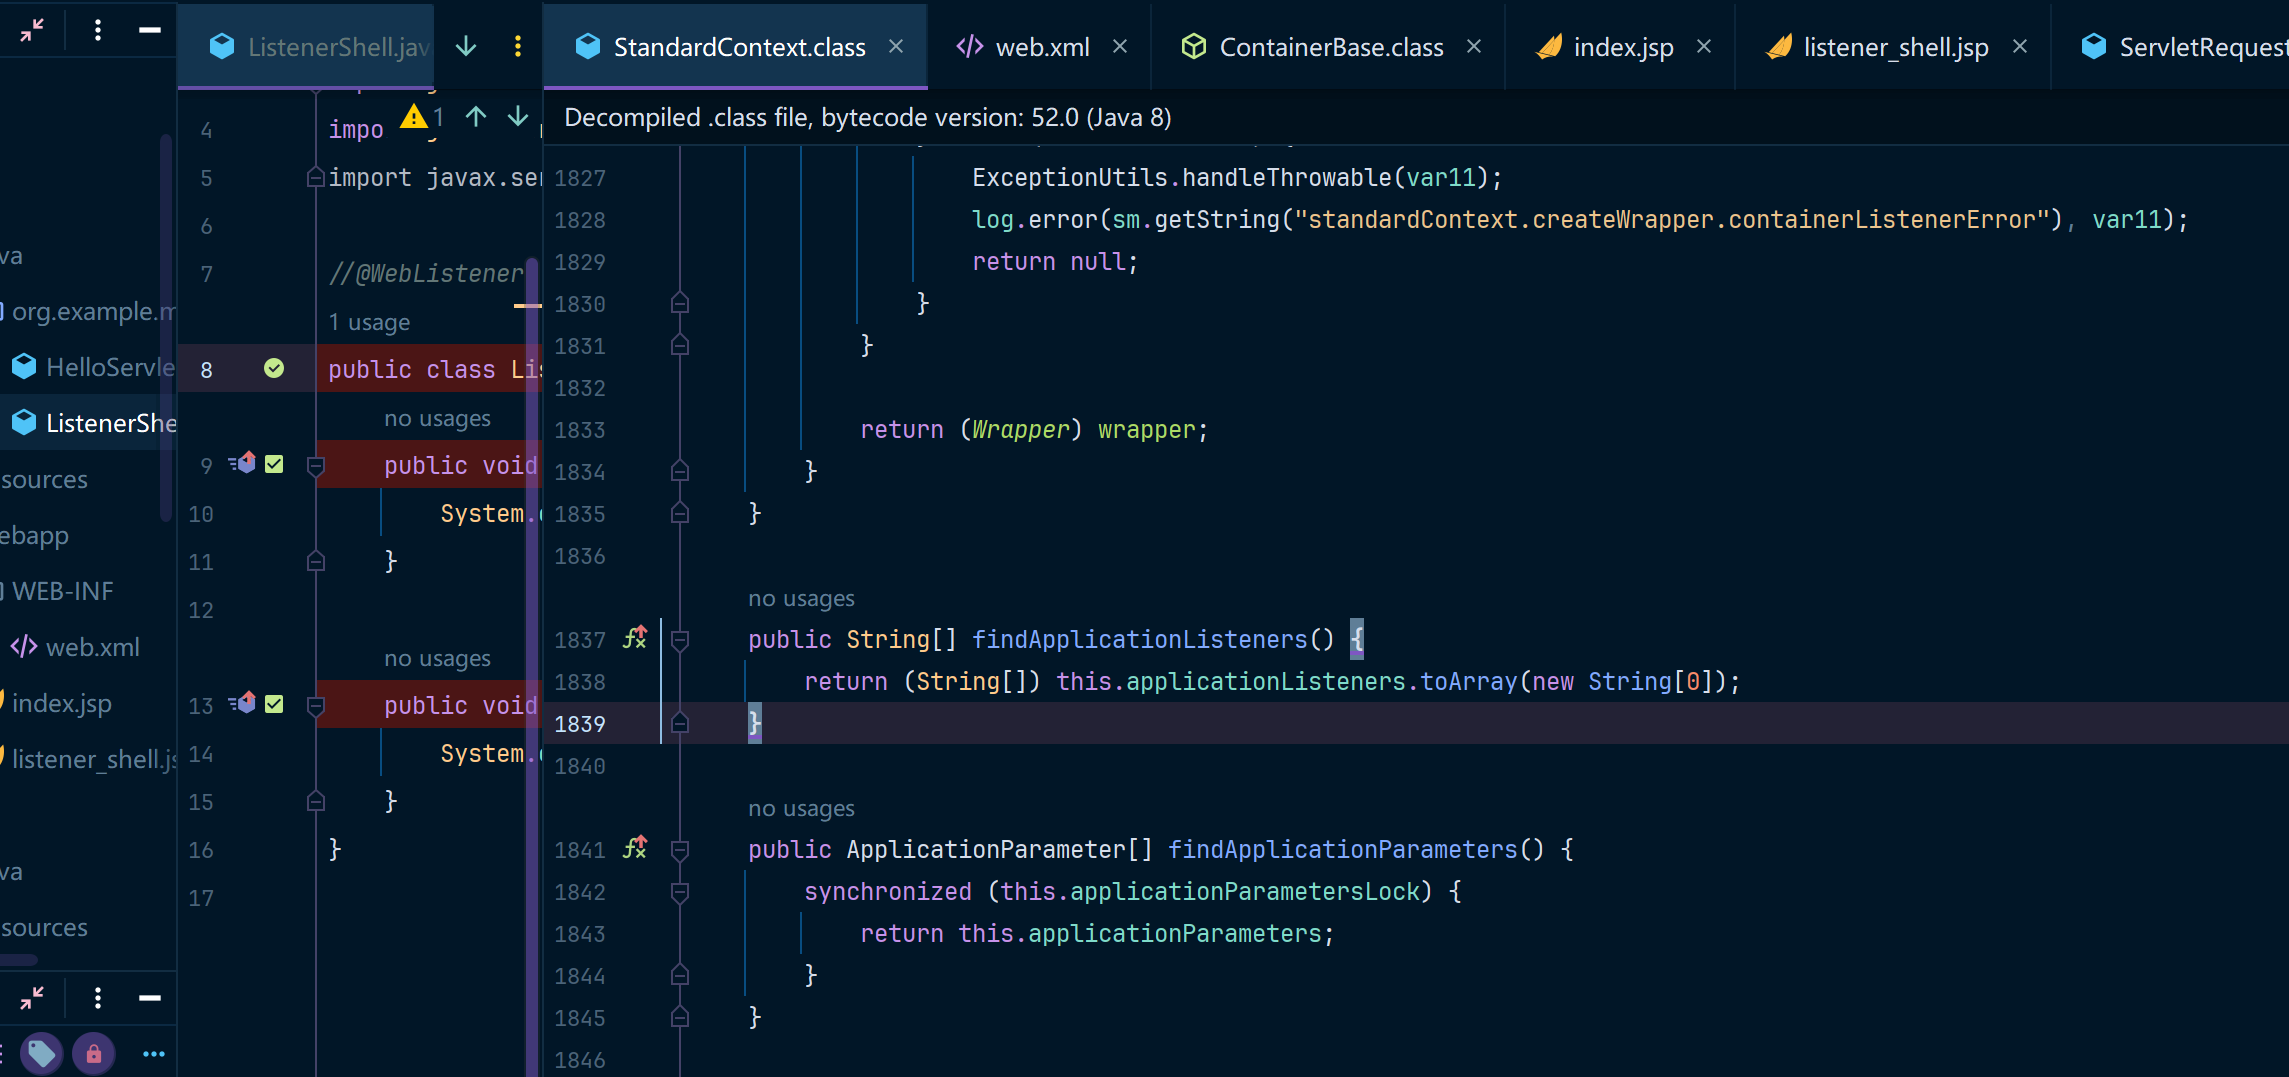 va
org.example.m
HelloServle
ListenerShe
sources
ebapp
WEB-INF
web.xml
index.jsp
listener_shell.js
va
sources
ListenerShell.jav
1
4 impo
5 import javax.ser
6
7 //@WebListener
1 usage
8 public class Lis
no usages
9 public void
10 System.o
11 }
12
no usages
13 public void
14 System.o
15 }
16 }
17
StandardContext.class
web.xml
ContainerBase.class
index.jsp
listener_shell.jsp
ServletRequest
Decompiled .class file, bytecode version: 52.0 (Java 8)
1827 ExceptionUtils.handleThrowable(var11);
1828 log.error(sm.getString("standardContext.createWrapper.containerListenerError"), var11);
1829 return null;
1830 }
1831 }
1832
1833 return (Wrapper) wrapper;
1834 }
1835 }
1836
no usages
1837 public String[] findApplicationListeners() {
1838 return (String[]) this.applicationListeners.toArray(new String[0]);
1839 }
1840
no usages
1841 public ApplicationParameter[] findApplicationParameters() {
1842 synchronized (this.applicationParametersLock) {
1843 return this.applicationParameters;
1844 }
1845 }
1846